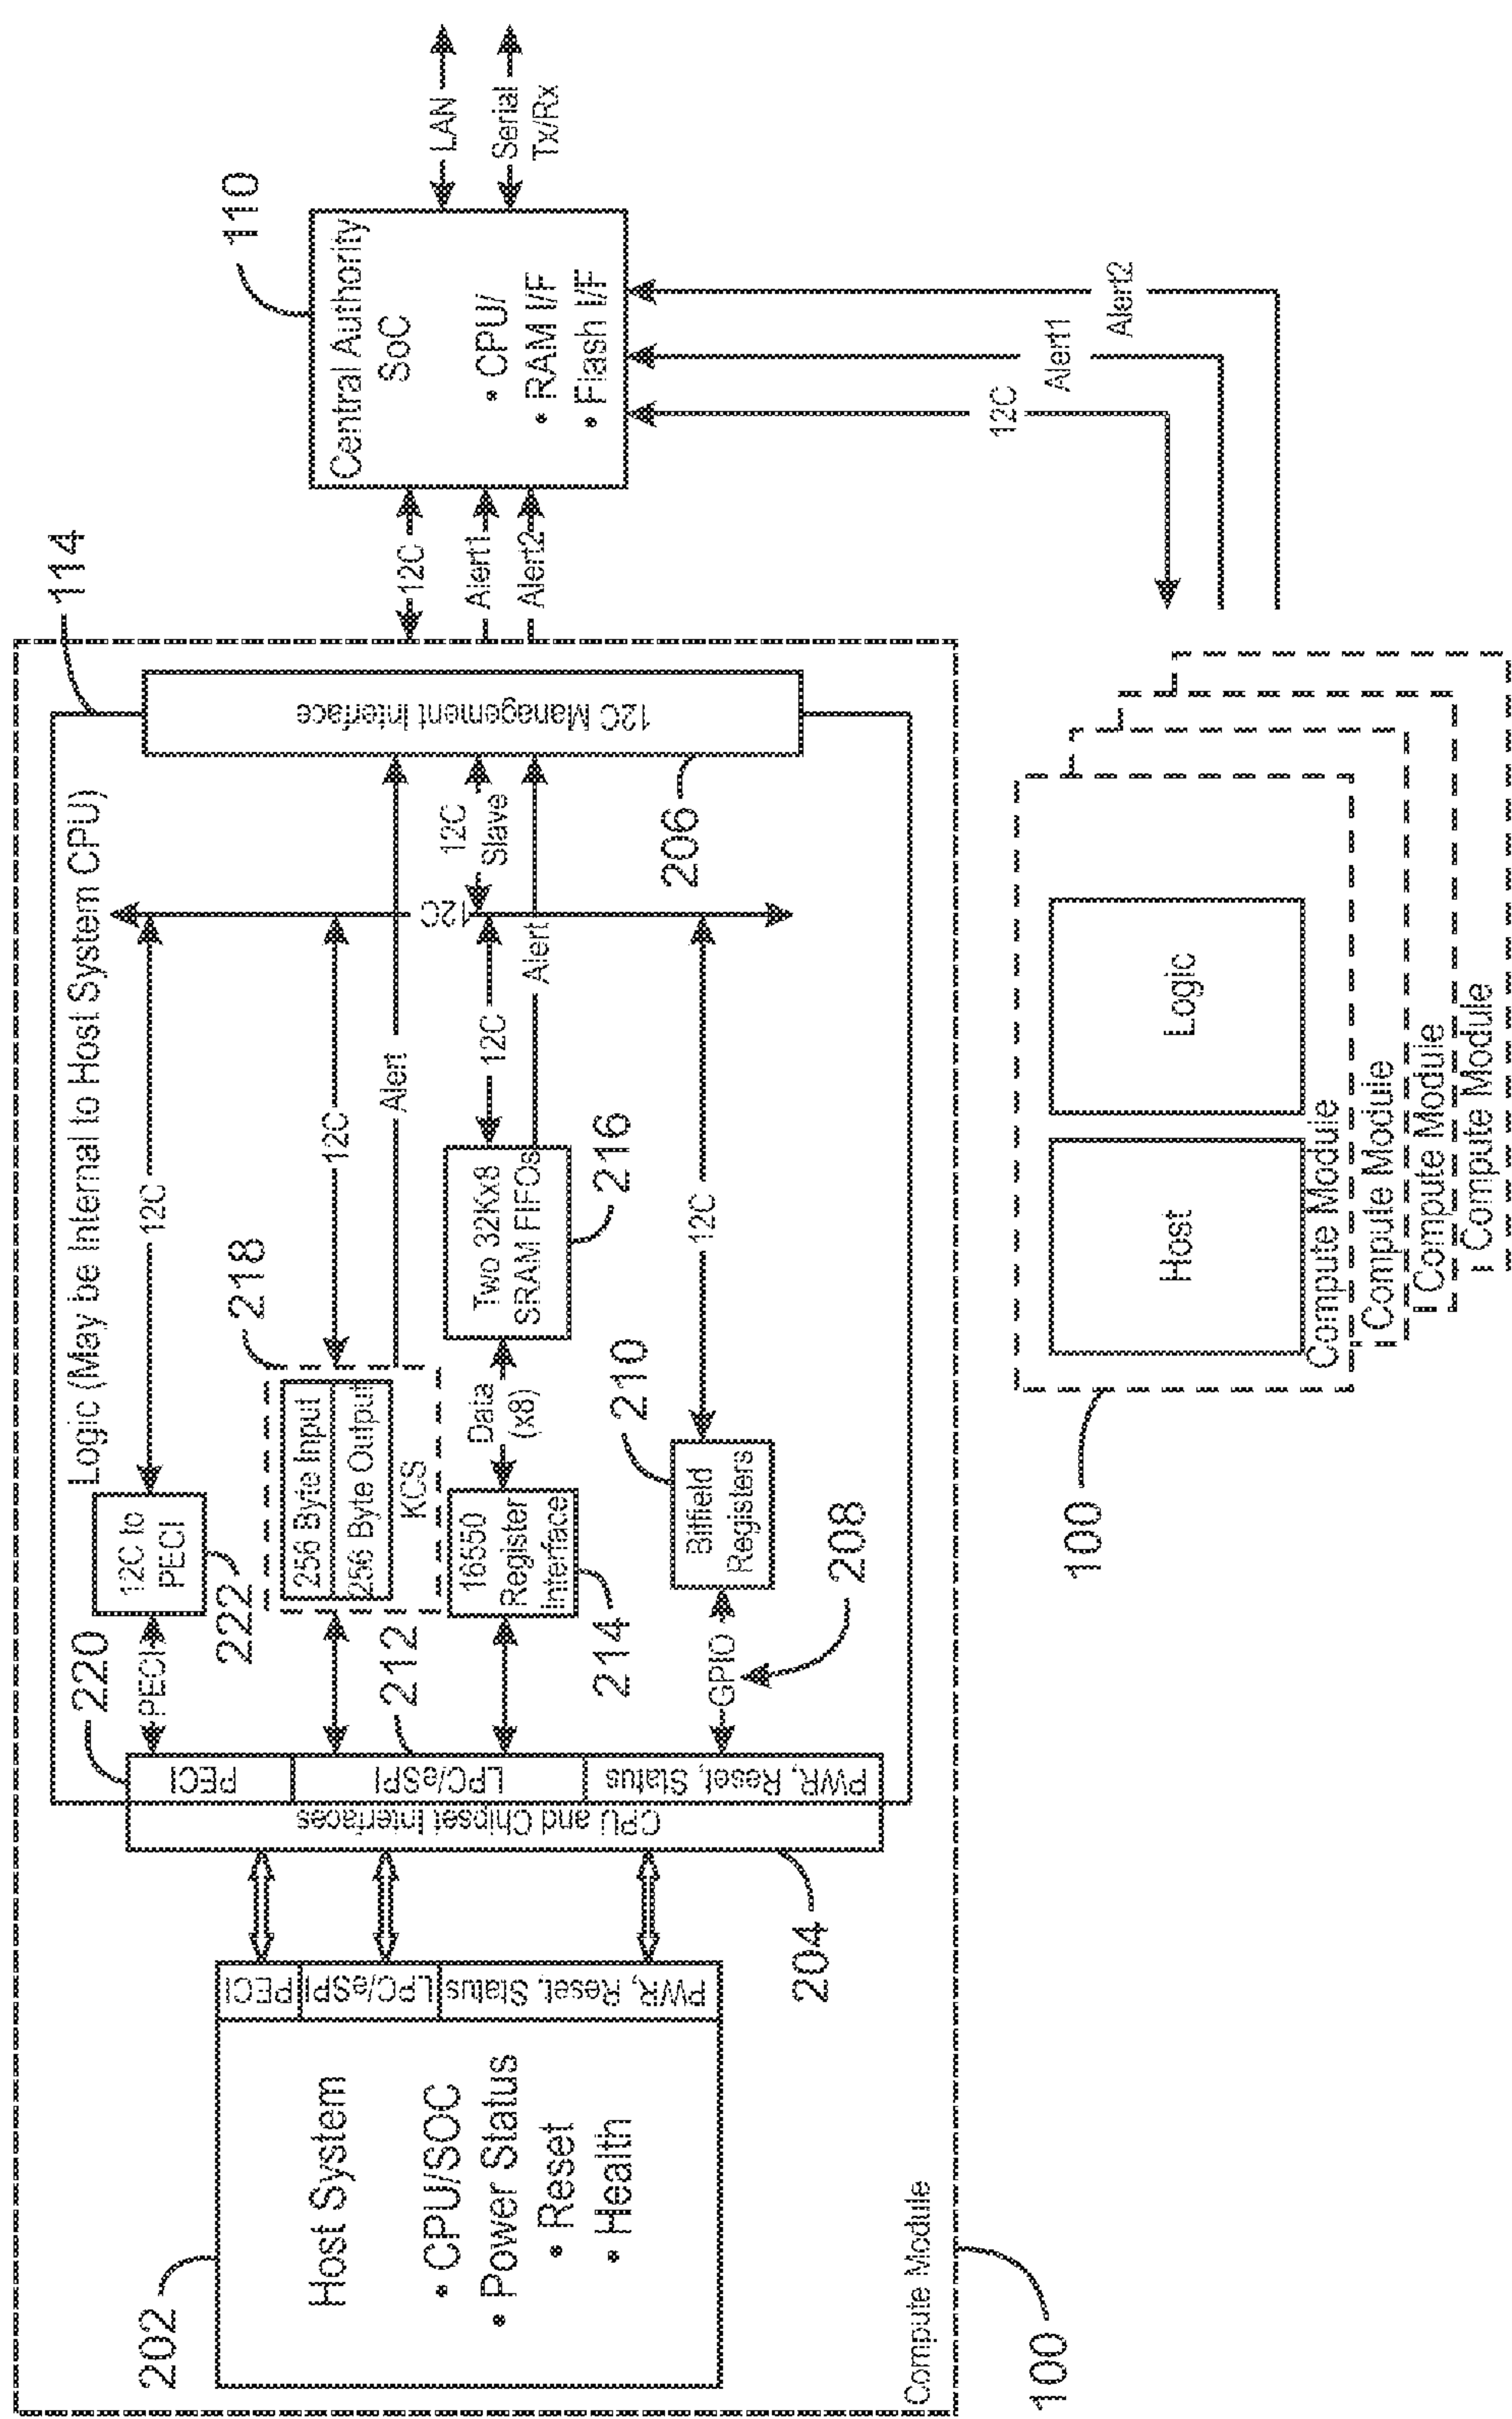 202
Host System
• CPU/SOC
• Power Status
• Reset
• Health
PECI
LPC/eSPI
PWR, Reset, Status
204
CPU and Chipset Interfaces
220
PECI
LPC/eSPI
PWR, Reset, Status
Logic (May be Internal to Host System CPU)
PECI
222
12C to
PECI
12C
218
256 Byte Input
256 Byte Output
KCS
12C
Alert
212
16550
Register
Interface
214
Data
(x8)
Two 32Kx8
SRAM FIFOs
216
12C
Alert
GPIO
208
210
Bitfield
Registers
12C
12C
12C
Slave
206
12C Management Interface
114
Compute Module
100
12C
Alert1
Alert2
110
Central Authority
SoC
• CPU/
• RAM I/F
• Flash I/F
LAN
Serial
Tx/Rx
12C
Alert1
Alert2
100
Host
Logic
Compute Module
Compute Module
Compute Module
Compute Module